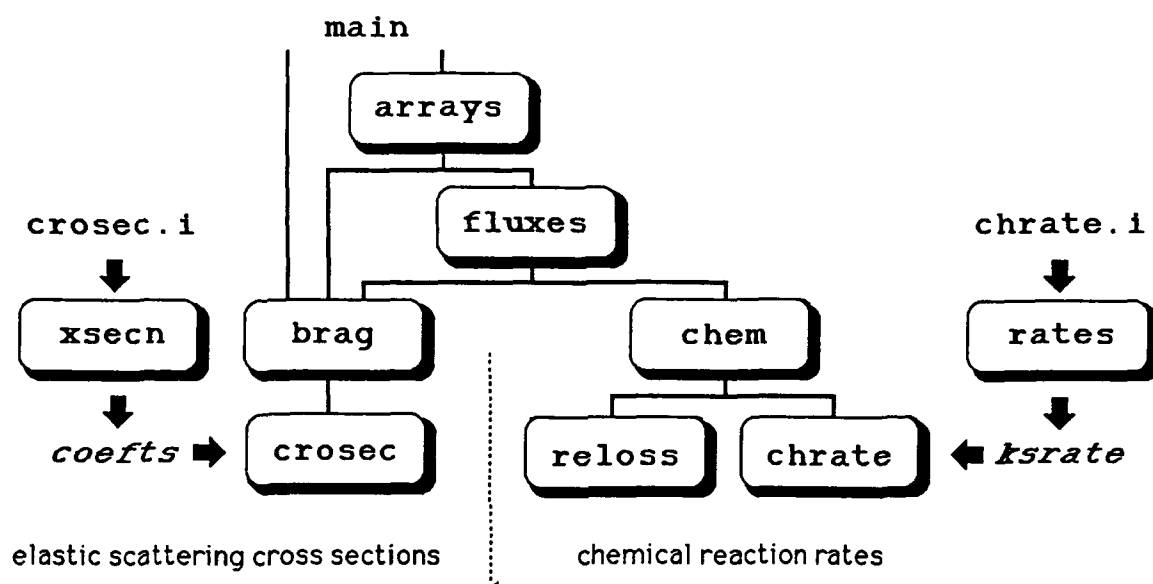 main
arrays
fluxes
crosec.i
chrate.i
xsecn
brag
chem
rates
coefts
crosec
reloss
chrate
ksrate
elastic scattering cross sections
chemical reaction rates